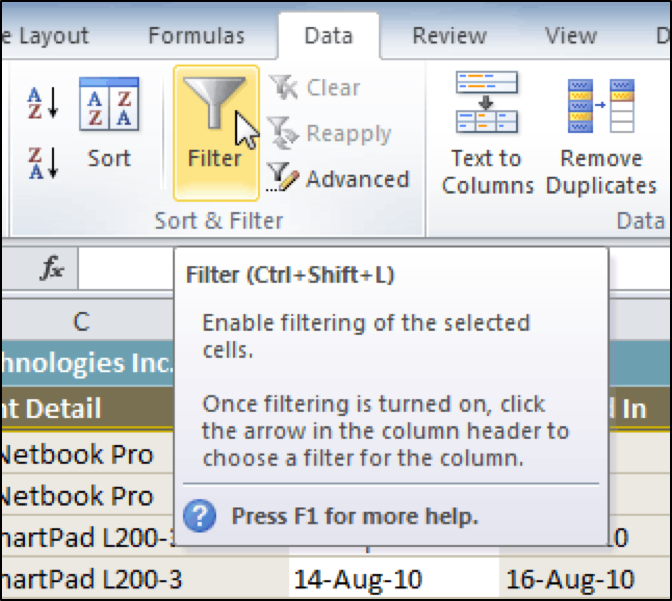 e Layout Formulas Data Review View
A Z
Z A
A Z
Z A
Sort
Filter
Clear
Reapply
Advanced
Text to
Columns
Remove
Duplicates
Sort & Filter
Data
fx
Filter (Ctrl+Shift+L)
Enable filtering of the selected
cells.
Once filtering is turned on, click
the arrow in the column header to
choose a filter for the column.
? Press F1 for more help.
C
hnologies Inc.
nt Detail d In
Netbook Pro
Netbook Pro
martPad L200-3 10
martPad L200-3 14-Aug-10 16-Aug-10